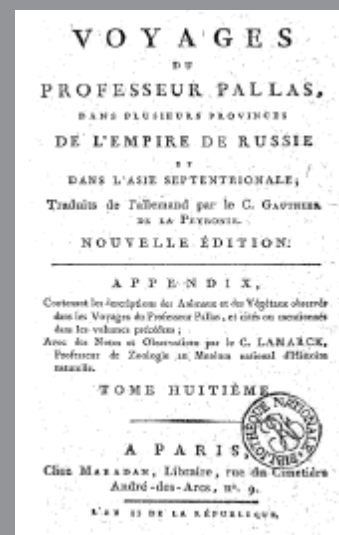 VOYAGES
DU
PROFESSEUR PALLAS,
DANS PLUSIEURS PROVINCES
DE L'EMPIRE DE RUSSIE
ET
DANS L'ASIE SEPTENTRIONALE;
Traduits de l'allemand par le C. GAUTHIER
DE LA PEYRONIE.
NOUVELLE ÉDITION.
APPENDIX,
Contenant les descriptions des Animaux et des Végétaux observés
dans les Voyages du Professeur Pallas, et cités ou mentionnés
dans les volumes précédens;
Avec des Notes et Observations par le C. LAMARCK,
Professeur de Zoologie au Muséum national d'Histoire
naturelle.
TOME HUITIÈME.
BIBLIOTHÈQUE NATIONALE
A PARIS,
Chez MARADAN, Libraire, rue du Cimetière
André-des-Arcs, nº. 9.
L'AN II DE LA RÉPUBLIQUE.